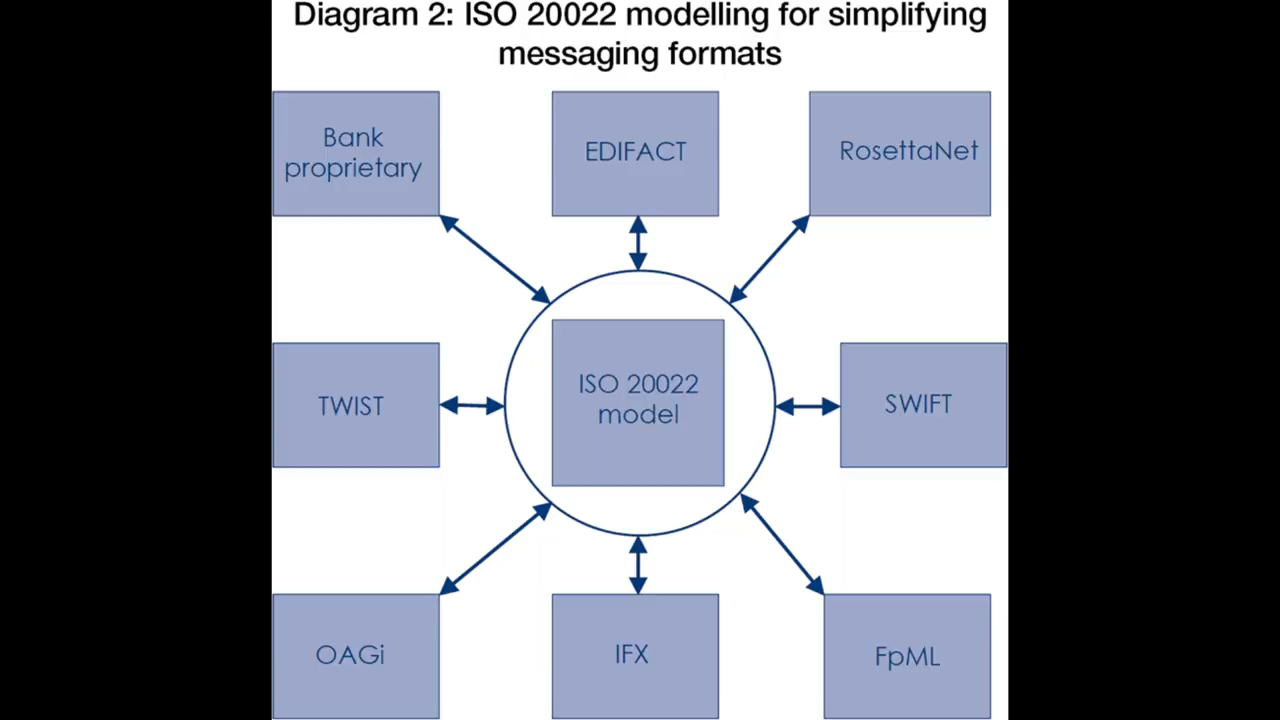 Diagram 2: ISO 20022 modelling for simplifying
messaging formats
Bank
proprietary
EDIFACT
RosettaNet
TWIST
ISO 20022
model
SWIFT
OAGi
IFX
FpML